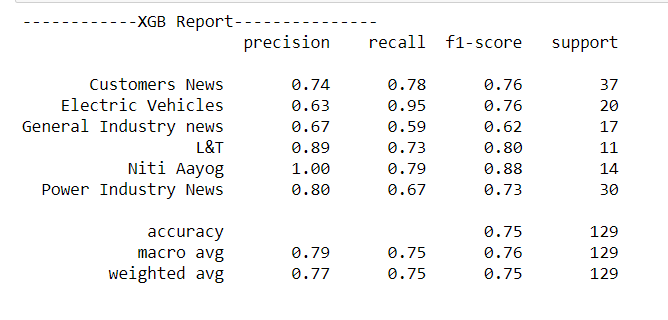 ------------XGB Report---------------
precision recall f1-score support
Customers News 0.74 0.78 0.76 37
Electric Vehicles 0.63 0.95 0.76 20
General Industry news 0.67 0.59 0.62 17
L&T 0.89 0.73 0.80 11
Niti Aayog 1.00 0.79 0.88 14
Power Industry News 0.80 0.67 0.73 30
accuracy 0.75 129
macro avg 0.79 0.75 0.76 129
weighted avg 0.77 0.75 0.75 129